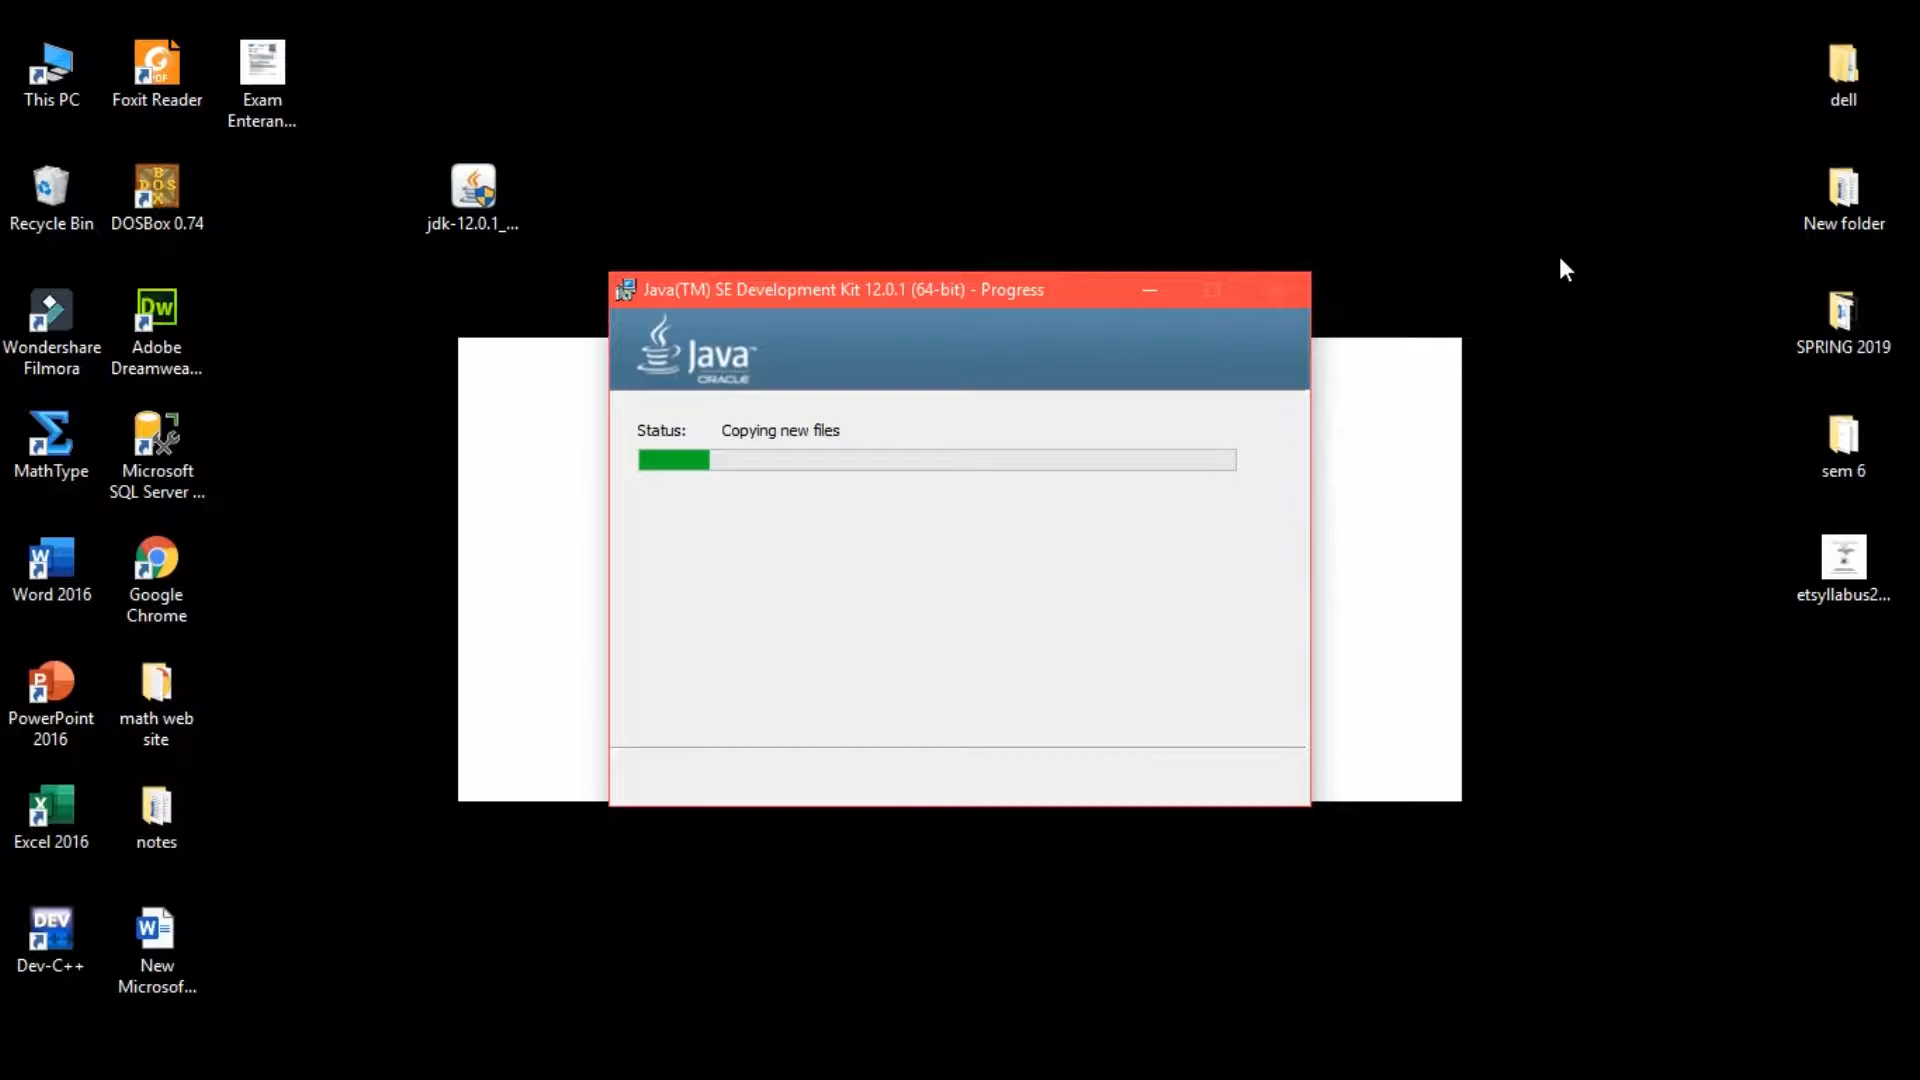 This PC
Foxit Reader
Exam
Enteran...
Recycle Bin
DOSBox 0.74
jdk-12.0.1_...
Wondershare
Filmora
Adobe
Dreamwea...
MathType
Microsoft
SQL Server ...
Word 2016
Google
Chrome
PowerPoint
2016
math web
site
Excel 2016
notes
Dev-C++
New
Microsof...
Java(TM) SE Development Kit 12.0.1 (64-bit) - Progress
Java™
ORACLE
Status: Copying new files
dell
New folder
SPRING 2019
sem 6
etsyllabus2...